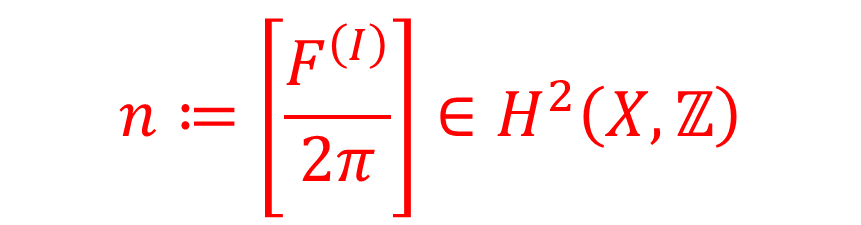 n ≔ [F^(I)/2π] ∈ H²(X, ℤ)